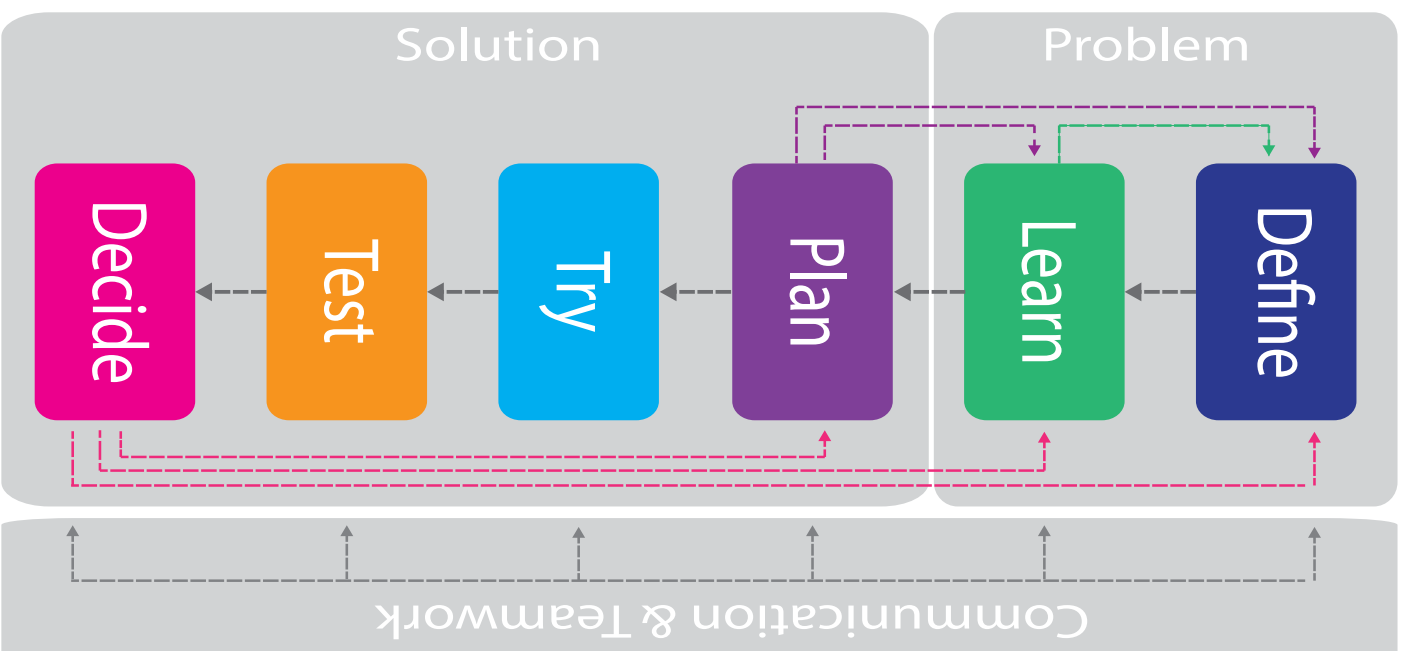 Solution
Problem
Decide
Test
Try
Plan
Learn
Define
Communication & Teamwork